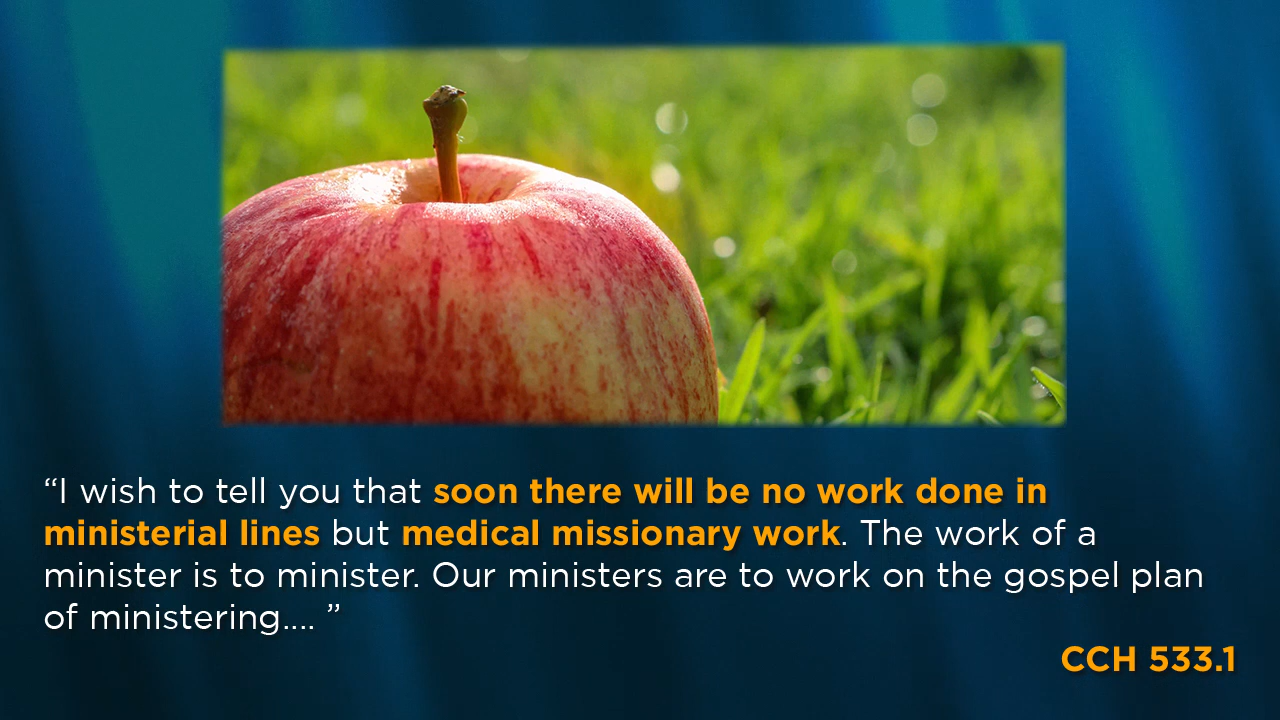 “I wish to tell you that soon there will be no work done in
ministerial lines but medical missionary work. The work of a
minister is to minister. Our ministers are to work on the gospel plan
of ministering.... ”
CCH 533.1